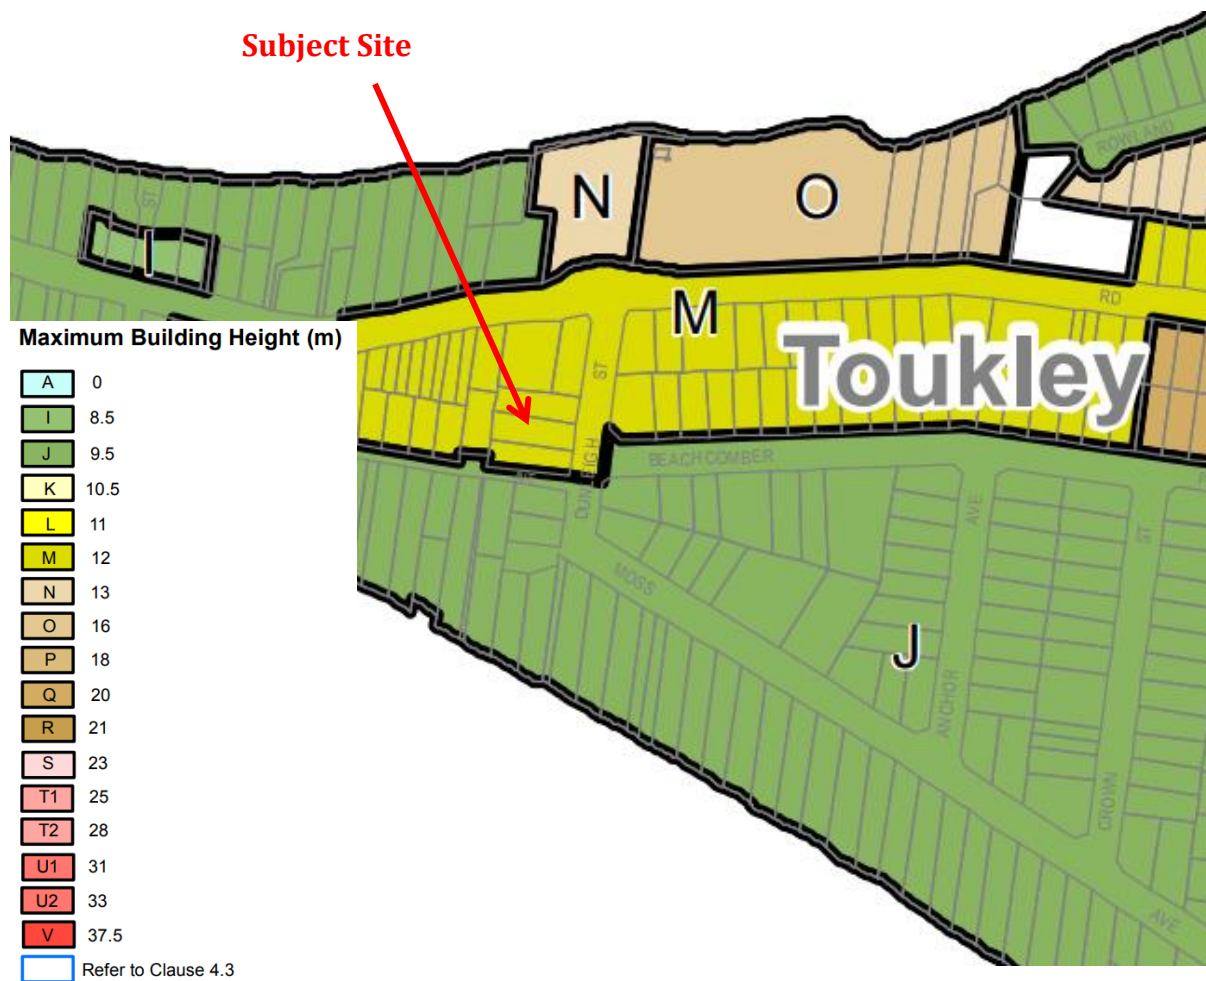 Subject Site
ROWLAND
ST
N
O
I
M
RD
Toukley
ST
BEACHCOMBER
DUNLEIGH
AVE
ST
MOSS
J
ANCHOR
CROWN
AVE
Maximum Building Height (m)
A 0
I 8.5
J 9.5
K 10.5
L 11
M 12
N 13
O 16
P 18
Q 20
R 21
S 23
T1 25
T2 28
U1 31
U2 33
V 37.5
Refer to Clause 4.3